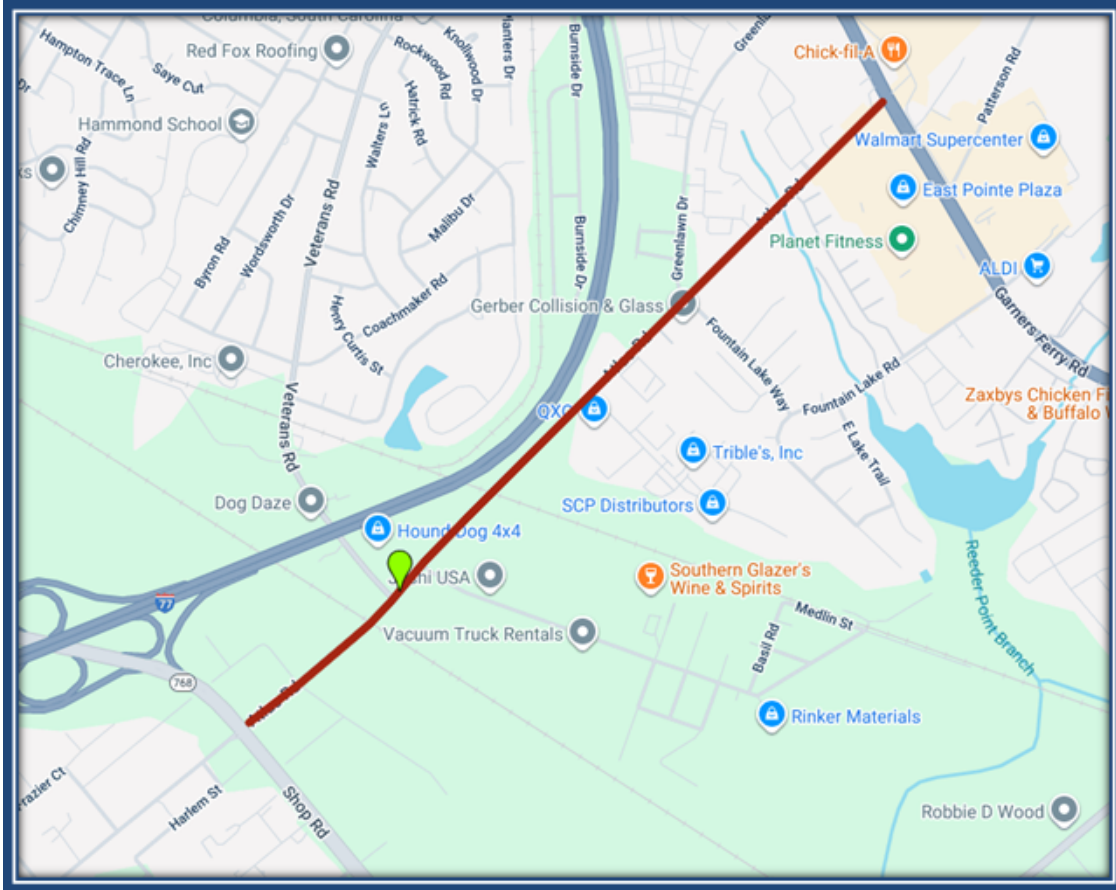 Columbia, South Carolina
Red Fox Roofing
Hampton Trace Ln
Saye Cut
Rockwood Rd
Knollwood Dr
Hatrick Rd
Burnside Dr
Chick-fil-A
Patterson Rd
Hammond School
Walters Ln
Walmart Supercenter
Chimney Hill Rd
Veterans Rd
Wordsworth Dr
Byron Rd
Malibu Dr
Burnside Dr
Greenlawn Dr
East Pointe Plaza
Planet Fitness
ALDI
Coachmaker Rd
Henry Curtis St
Gerber Collision & Glass
Garners Ferry Rd
Cherokee, Inc
Fountain Lake Way
Fountain Lake Rd
Veterans Rd
Zaxbys Chicken
& Buffalo
E Lake Trail
Trible's, Inc
Dog Daze
SCP Distributors
Hound Dog 4x4
USA
Southern Glazer's
Wine & Spirits
77
Reeder Point Branch
Vacuum Truck Rentals
Medlin St
Basil Rd
768
Rinker Materials
Frazier Ct
Harlem St
Shop Rd
Robbie D Wood